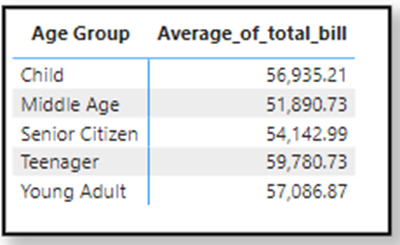 Age Group Average_of_total_bill
Child 56,935.21
Middle Age 51,890.73
Senior Citizen 54,142.99
Teenager 59,780.73
Young Adult 57,086.87